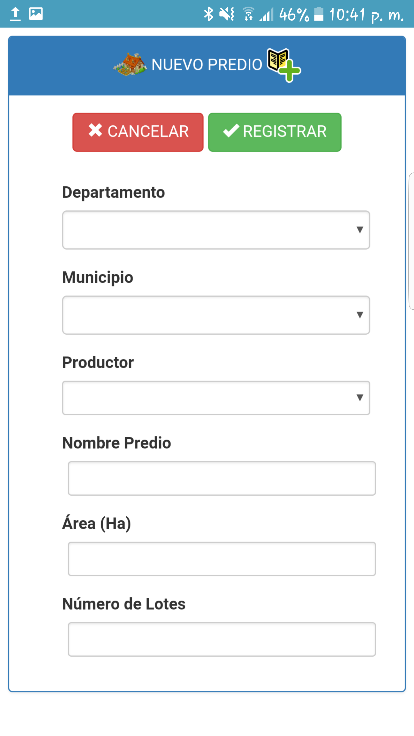 46% 10:41 p. m.
NUEVO PREDIO
CANCELAR REGISTRAR
Departamento
Municipio
Productor
Nombre Predio
Área (Ha)
Número de Lotes